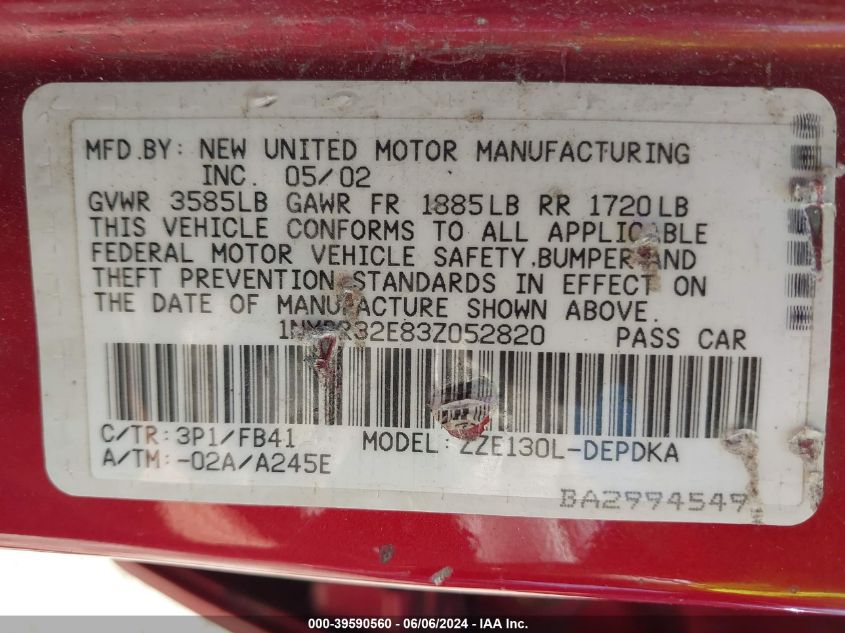 MFD.BY: NEW UNITED MOTOR MANUFACTURING
INC. 05/02
GVWR 3585LB GAWR FR 1885LB RR 1720LB
THIS VEHICLE CONFORMS TO ALL APPLICABLE
FEDERAL MOTOR VEHICLE SAFETY.BUMPER AND
THEFT PREVENTION STANDARDS IN EFFECT ON
THE DATE OF MANUFACTURE SHOWN ABOVE.
PASS CAR
C/TR: 3P1/FB41 MODEL: ZZE130L-DEPDKA
A/TM: -02A/A245E
BA2994549
000-39590560 - 06/06/2024 - IAA Inc.